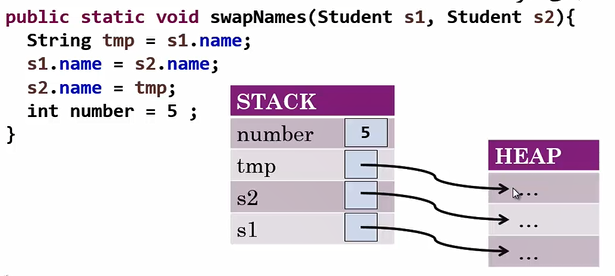 public static void swapNames(Student s1, Student s2){
String tmp = s1.name;
s1.name = s2.name;
s2.name = tmp;
int number = 5 ;
}
STACK
number 5
tmp
s2
s1
HEAP
...
...
...